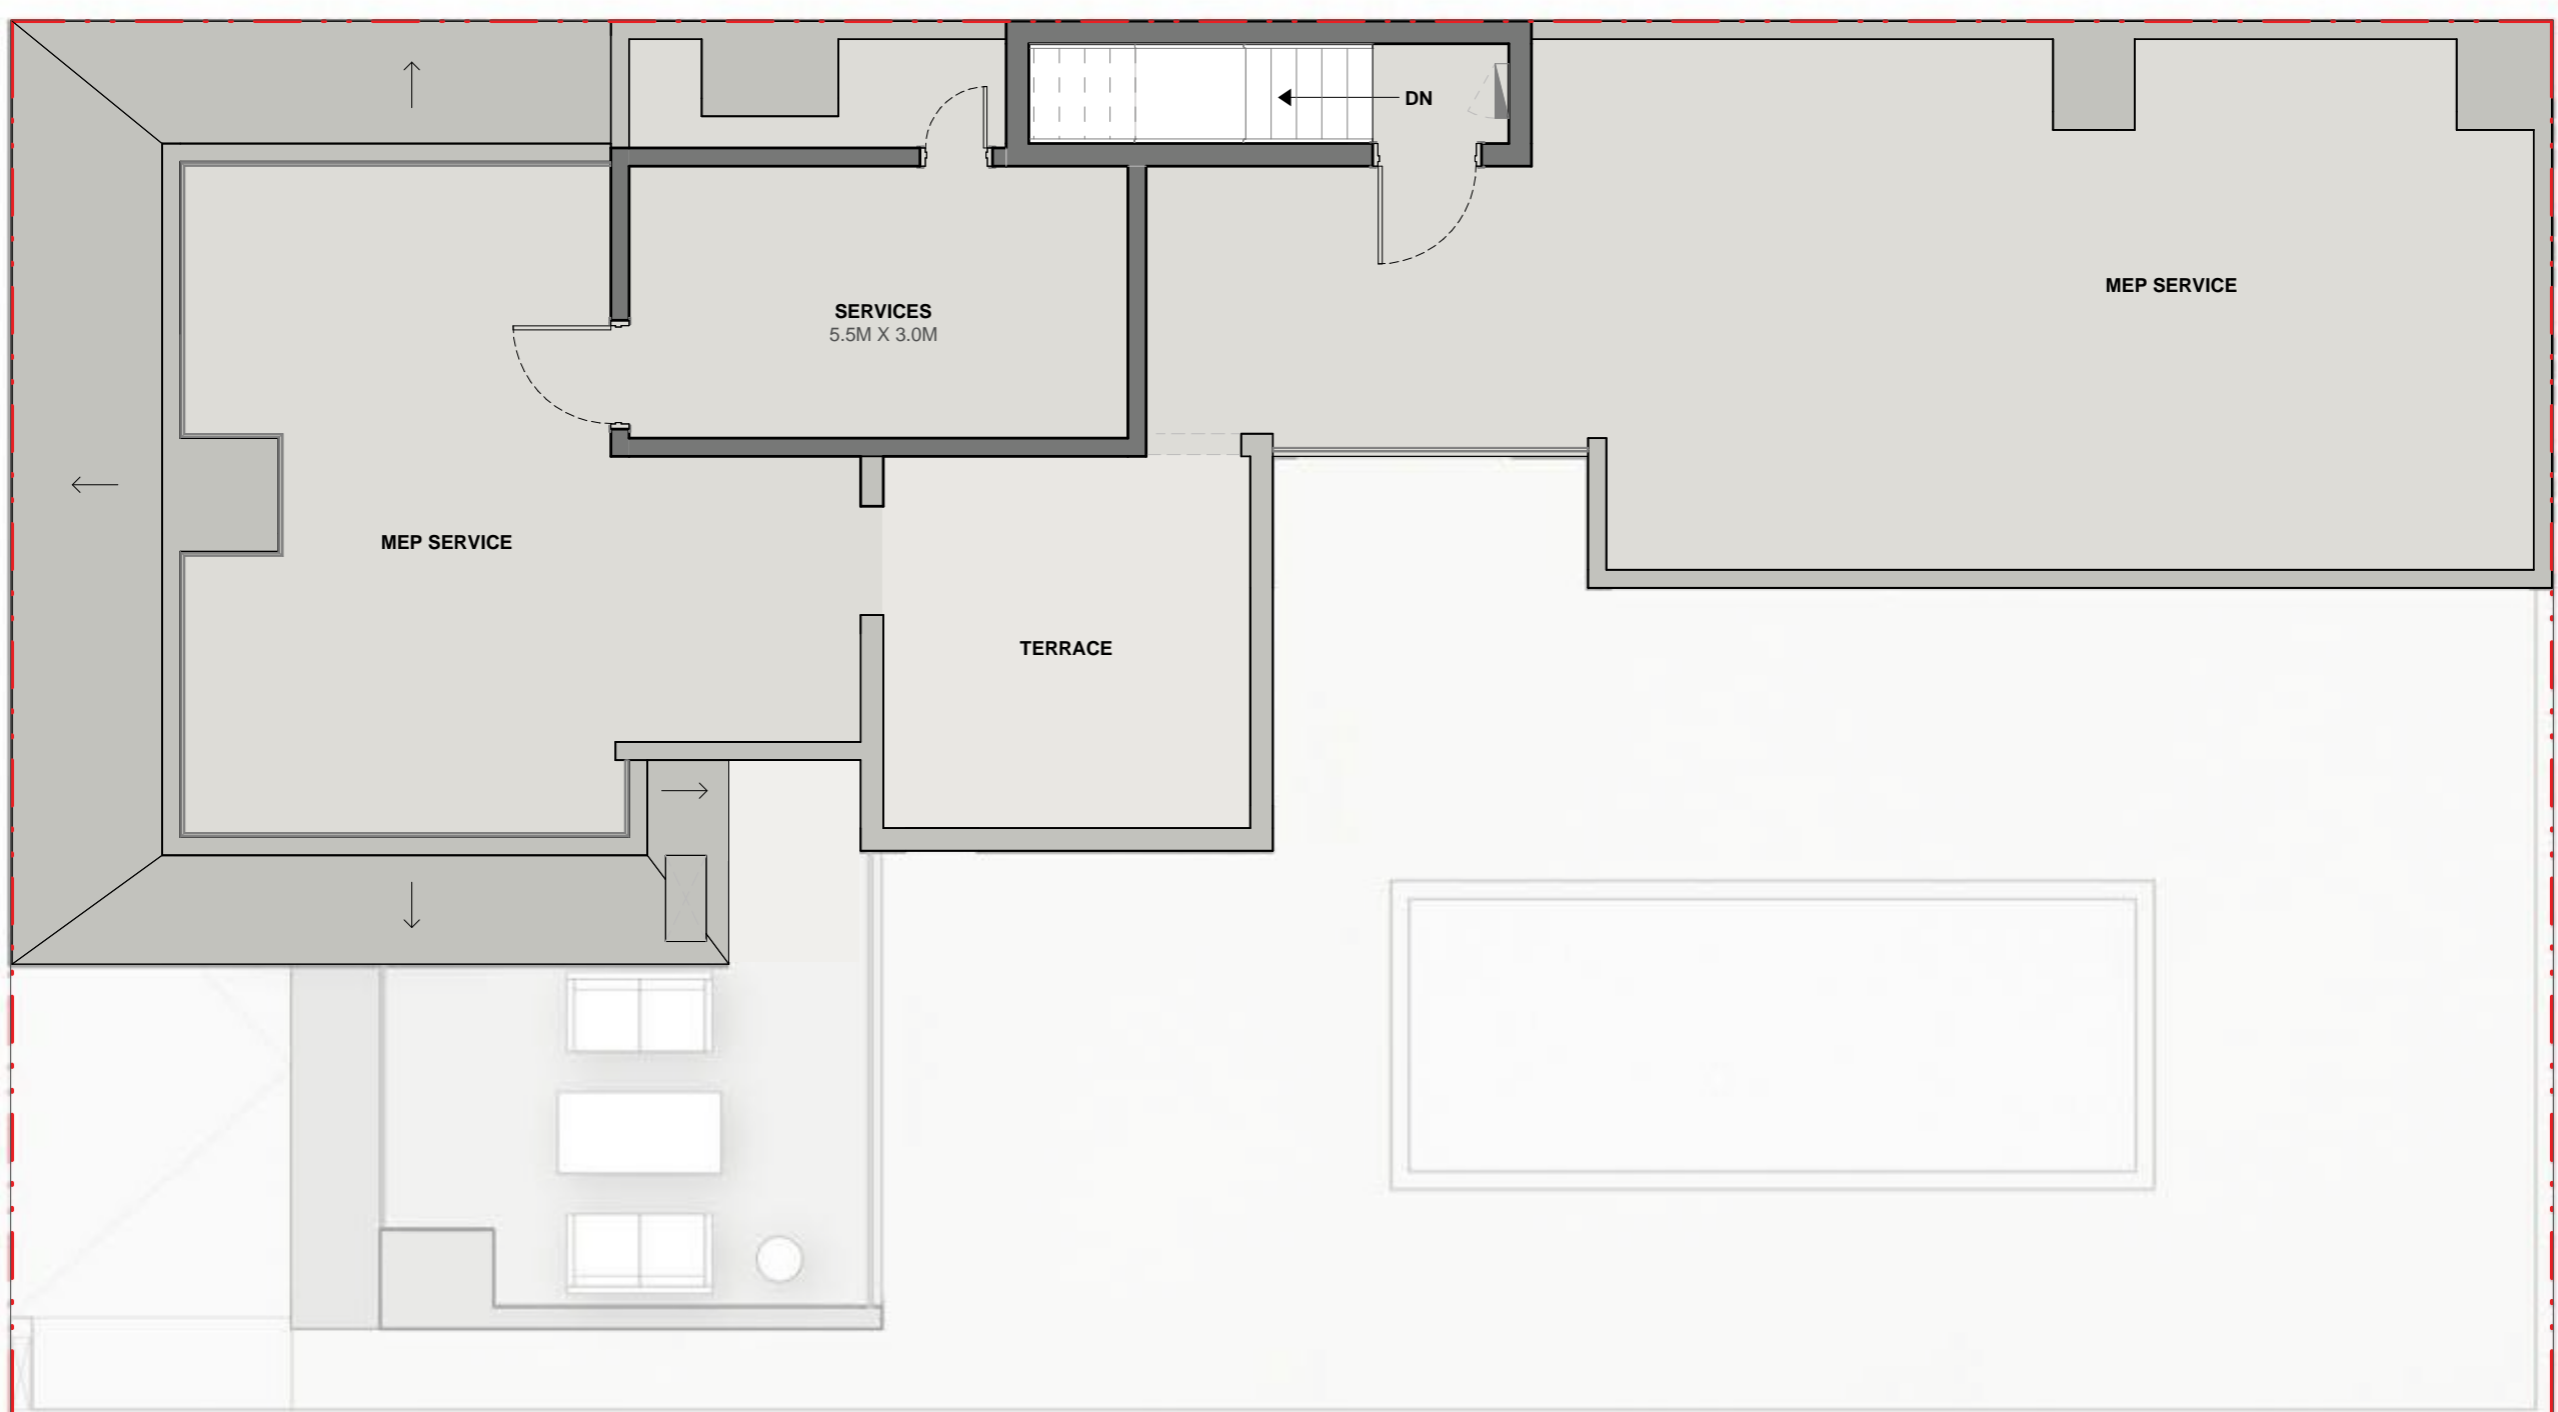 DN
MEP SERVICE
SERVICES
5.5M X 3.0M
MEP SERVICE
TERRACE